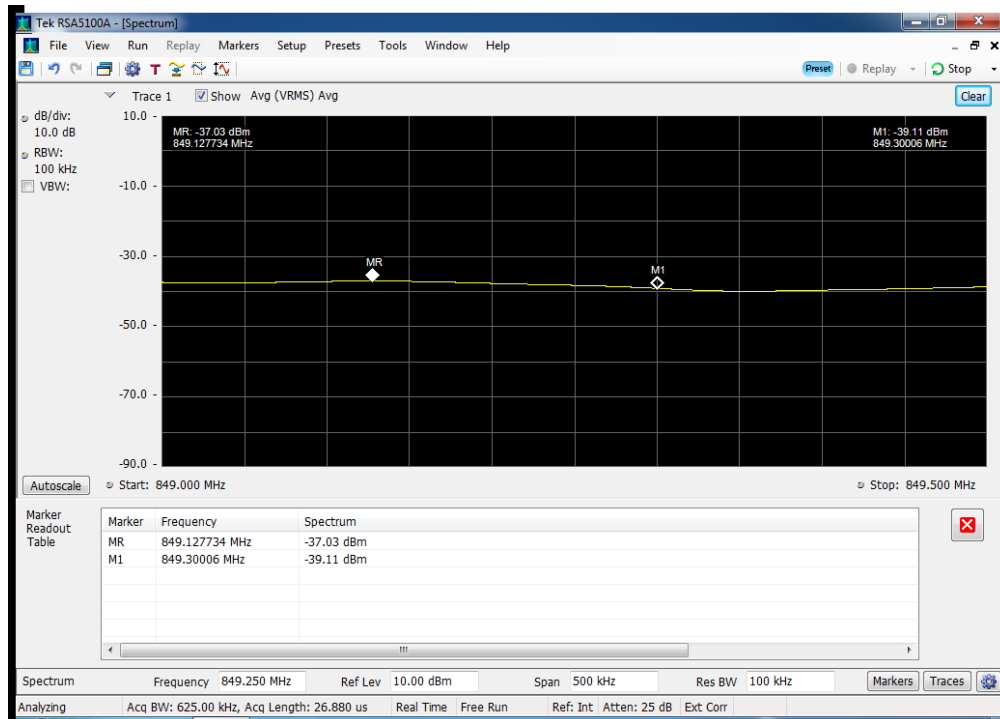 Tek RSA5100A - [Spectrum]
File View Run Replay Markers Setup Presets Tools Window Help
T Preset Replay Stop
Trace 1 Show Avg (VRMS) Avg Clear
dB/div:
10.0 dB
RBW:
100 kHz
VBW:
10.0
-10.0
-30.0
-50.0
-70.0
-90.0
MR: -37.03 dBm
849.127734 MHz
M1: -39.11 dBm
849.30006 MHz
MR
M1
Autoscale Start: 849.000 MHz Stop: 849.500 MHz
Marker
Readout
Table
Marker Frequency Spectrum
MR 849.127734 MHz -37.03 dBm
M1 849.30006 MHz -39.11 dBm
Spectrum Frequency 849.250 MHz Ref Lev 10.00 dBm Span 500 kHz Res BW 100 kHz Markers Traces
Analyzing Acq BW: 625.00 kHz, Acq Length: 26.880 us Real Time Free Run Ref: Int Atten: 25 dB Ext Corr